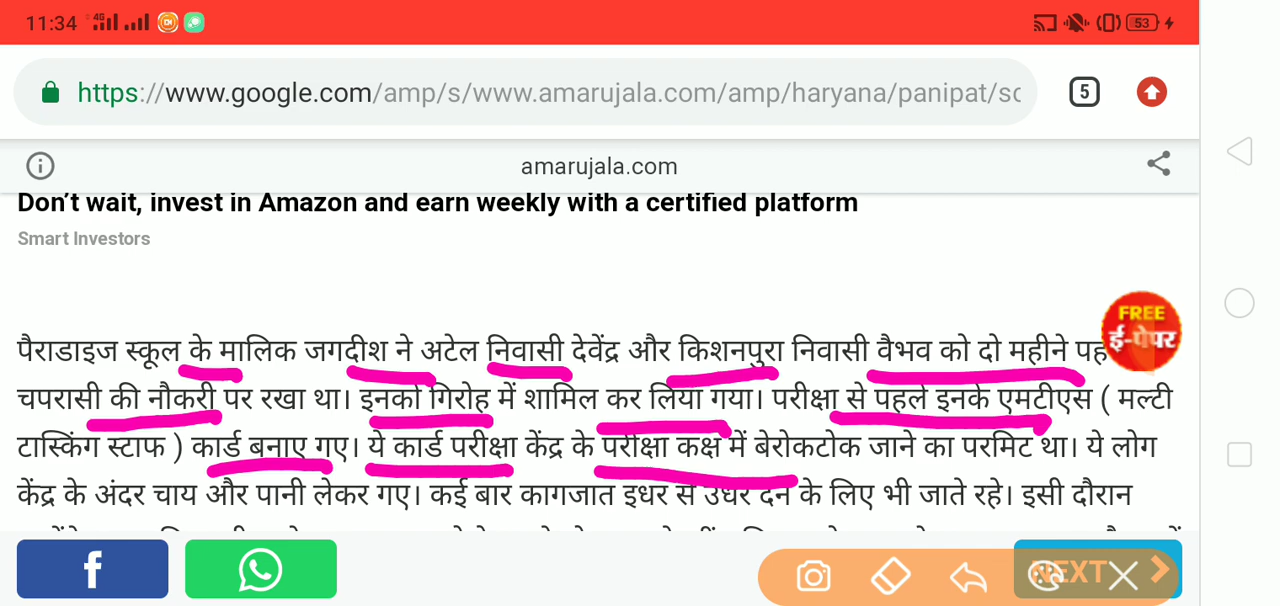 11:34 4G 53
https://www.google.com/amp/s/www.amarujala.com/amp/haryana/panipat/sc 5
amarujala.com
Don't wait, invest in Amazon and earn weekly with a certified platform
Smart Investors
FREE
ई-पेपर
पैराडाइज स्कूल के मालिक जगदीश ने अटेल निवासी देवेंद्र और किशनपुरा निवासी वैभव को दो महीने पह
चपरासी की नौकरी पर रखा था। इनको गिरोह में शामिल कर लिया गया। परीक्षा से पहले इनके एमटीएस ( मल्टी
टास्किंग स्टाफ ) कार्ड बनाए गए। ये कार्ड परीक्षा केंद्र के परीक्षा कक्ष में बेरोकटोक जाने का परमिट था। ये लोग
केंद्र के अंदर चाय और पानी लेकर गए। कई बार कागजात इधर से उधर देने के लिए भी जाते रहे। इसी दौरान
f NEXT